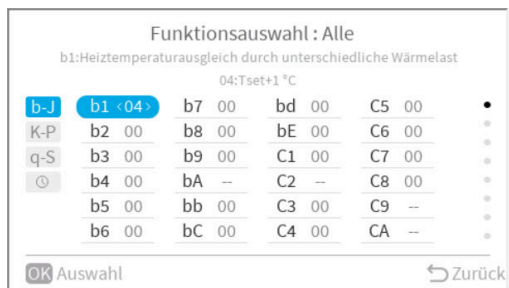 Funktionsauswahl : Alle
b1:Heiztemperaturausgleich durch unterschiedliche Wärmelast
04:Tset+1 °C
b-J b1 <04> b7 00 bd 00 C5 00
K-P b2 00 b8 00 bE 00 C6 00
q-S b3 00 b9 00 C1 00 C7 00
b4 00 bA -- C2 -- C8 00
b5 00 bb 00 C3 00 C9 --
b6 00 bC 00 C4 00 CA --
OK Auswahl Zurück